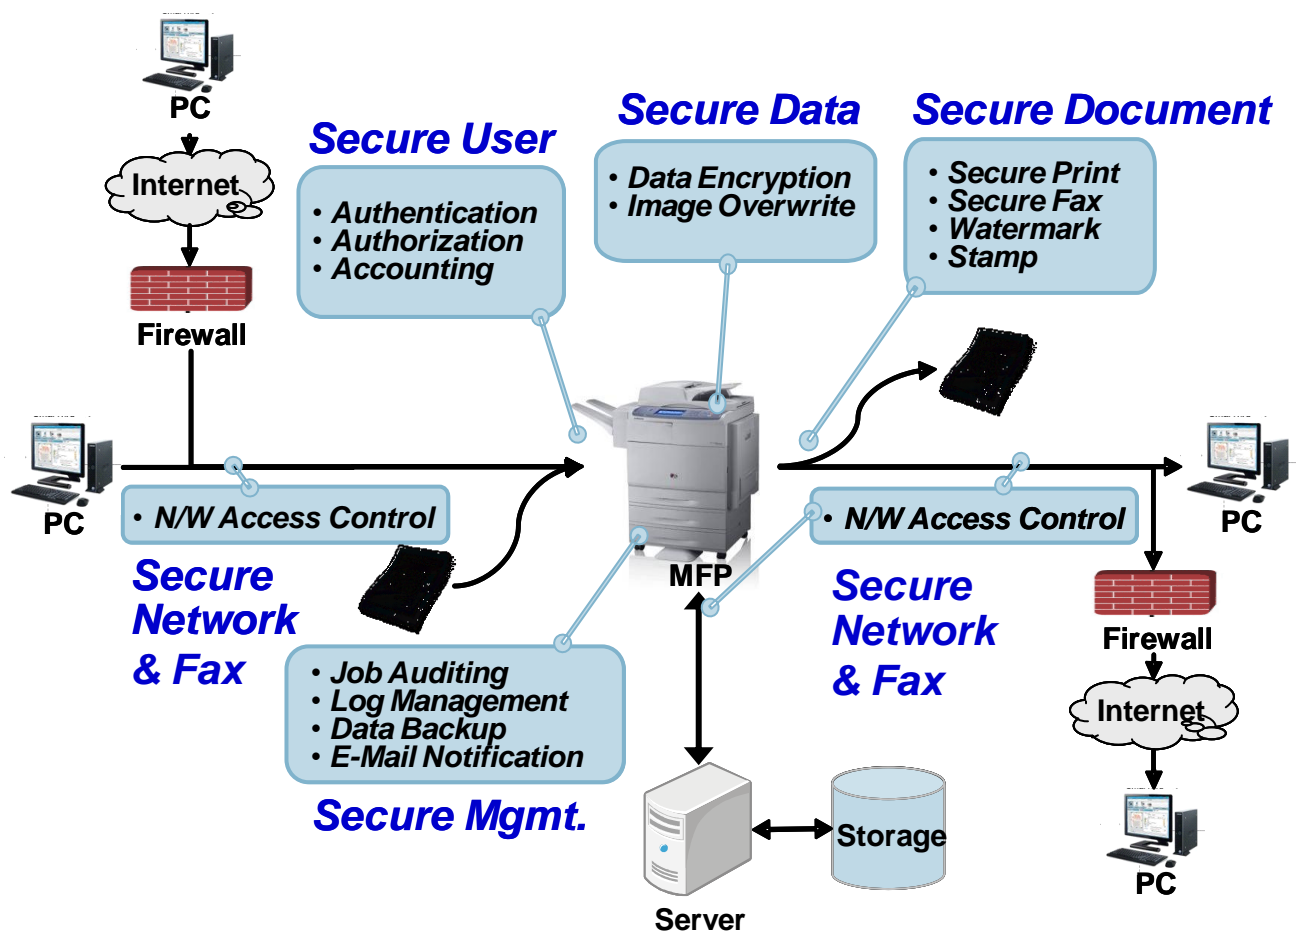 PC
Internet
Firewall
Secure User
• Authentication
• Authorization
• Accounting
Secure Data
• Data Encryption
• Image Overwrite
Secure Document
• Secure Print
• Secure Fax
• Watermark
• Stamp
PC
• N/W Access Control
Secure
Network
& Fax
MFP
• N/W Access Control
PC
Secure
Network
& Fax
Firewall
Internet
PC
• Job Auditing
• Log Management
• Data Backup
• E-Mail Notification
Secure Mgmt.
Server
Storage